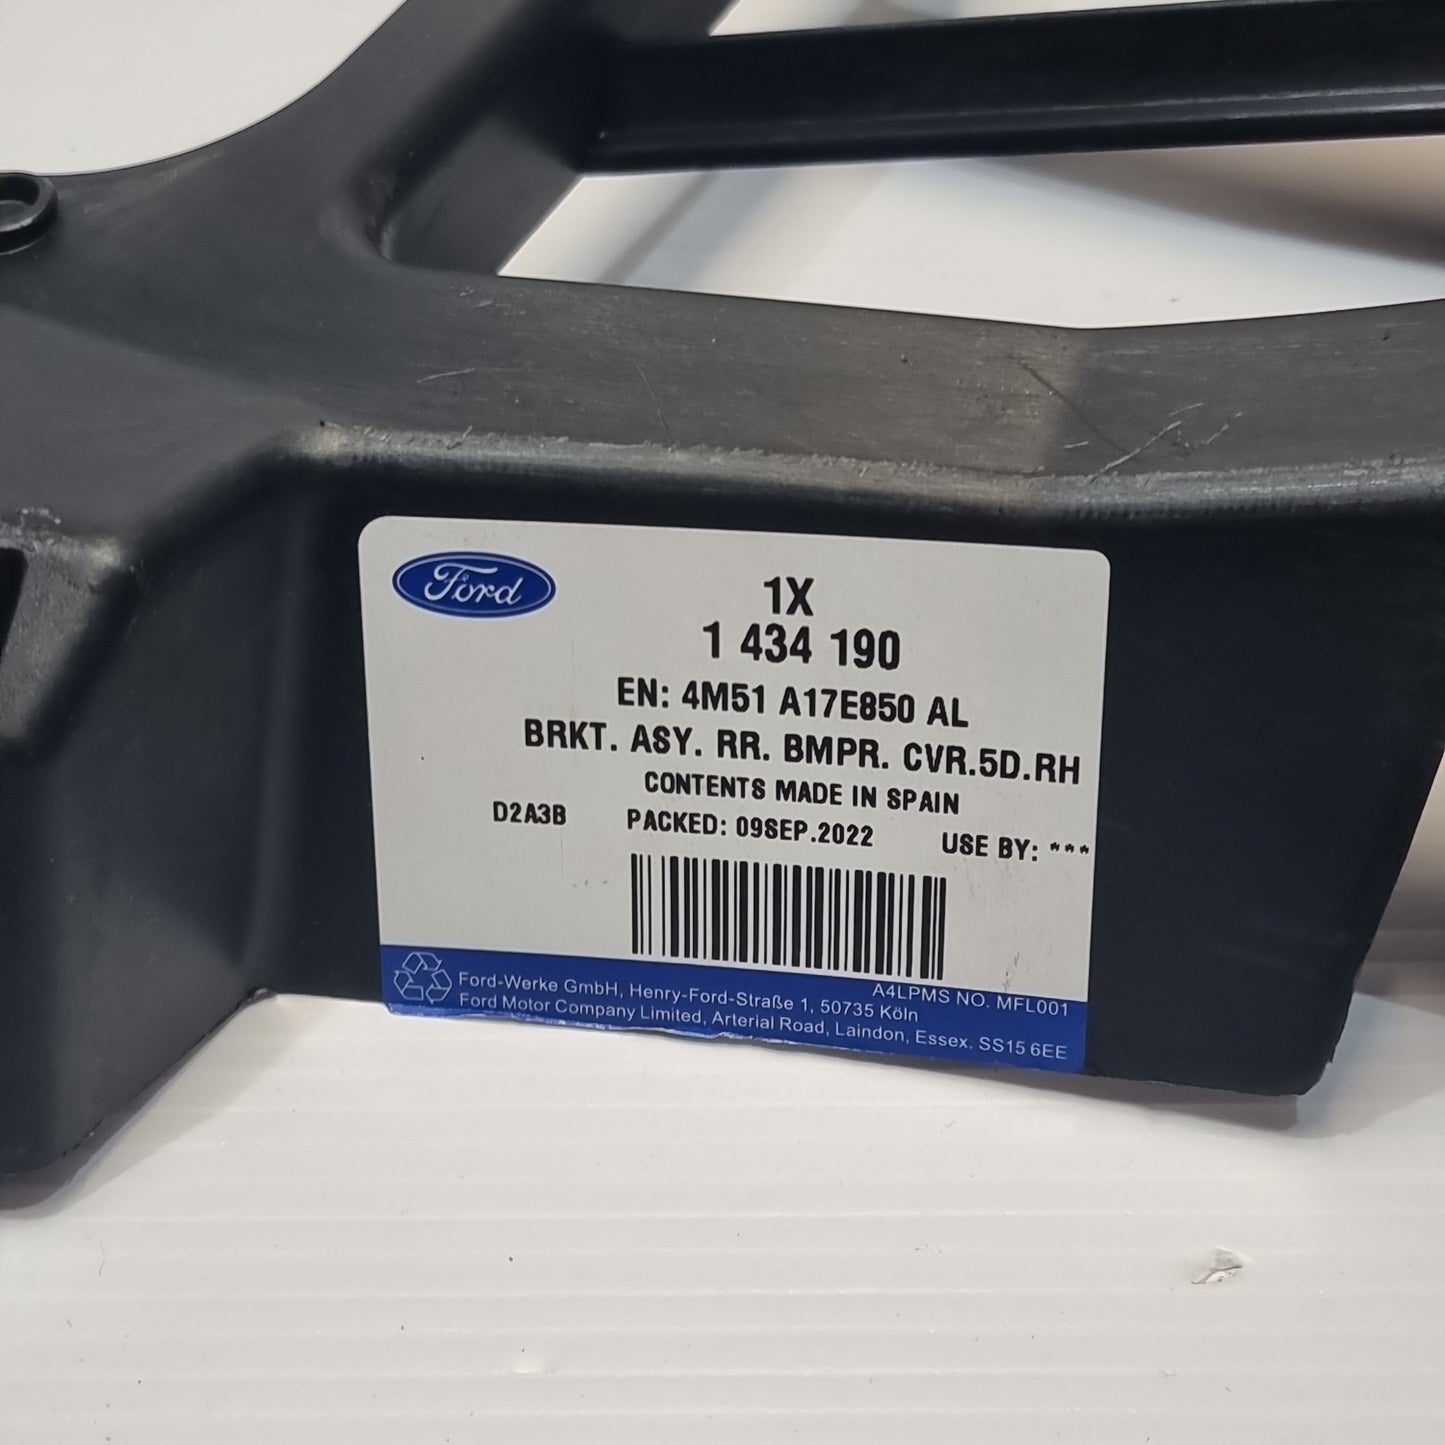 Ford
1X
1 434 190
EN: 4M51 A17E850 AL
BRKT. ASY. RR. BMPR. CVR.5D.RH
CONTENTS MADE IN SPAIN
D2A3B PACKED: 09SEP.2022 USE BY: ***
A4LPMS NO. MFL001
Ford-Werke GmbH, Henry-Ford-Straße 1, 50735 Köln
Ford Motor Company Limited, Arterial Road, Laindon, Essex. SS15 6EE